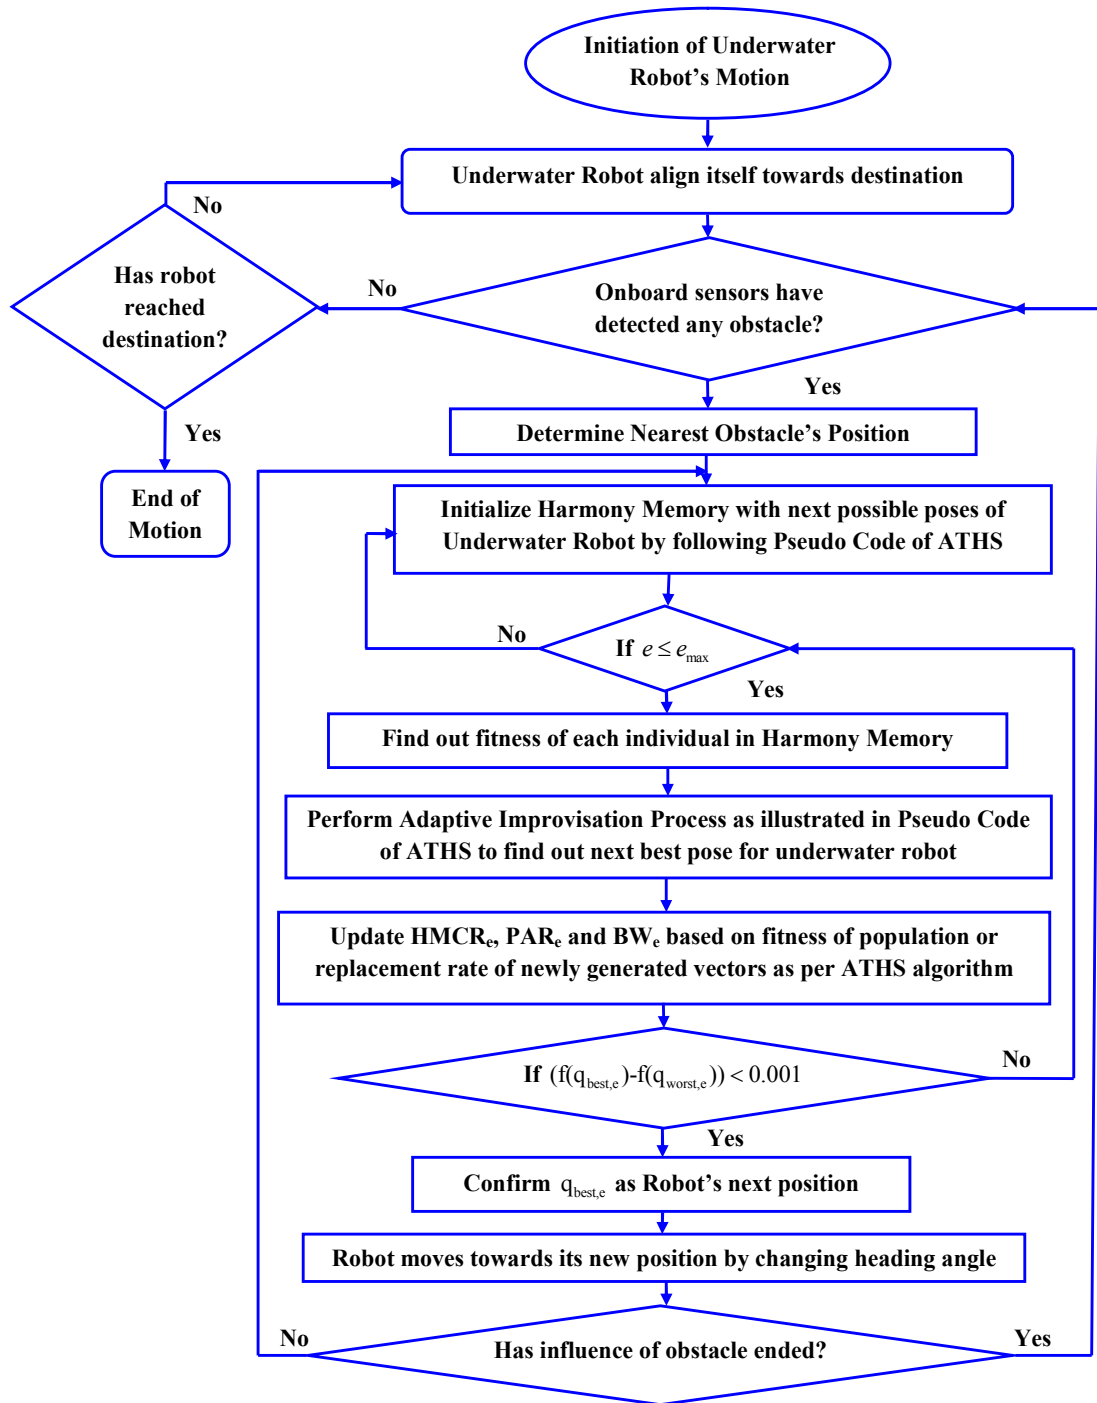 Initiation of Underwater
Robot's Motion
Underwater Robot align itself towards destination
No
Has robot
reached
destination?
No
Onboard sensors have
detected any obstacle?
Yes
Yes
Determine Nearest Obstacle's Position
End of
Motion
Initialize Harmony Memory with next possible poses of
Underwater Robot by following Pseudo Code of ATHS
No
If e ≤ e_max
Yes
Find out fitness of each individual in Harmony Memory
Perform Adaptive Improvisation Process as illustrated in Pseudo Code
of ATHS to find out next best pose for underwater robot
Update HMCR_e, PAR_e and BW_e based on fitness of population or
replacement rate of newly generated vectors as per ATHS algorithm
If (f(q_best,e)-f(q_worst,e)) < 0.001
No
Yes
Confirm q_best,e as Robot's next position
Robot moves towards its new position by changing heading angle
No
Has influence of obstacle ended?
Yes